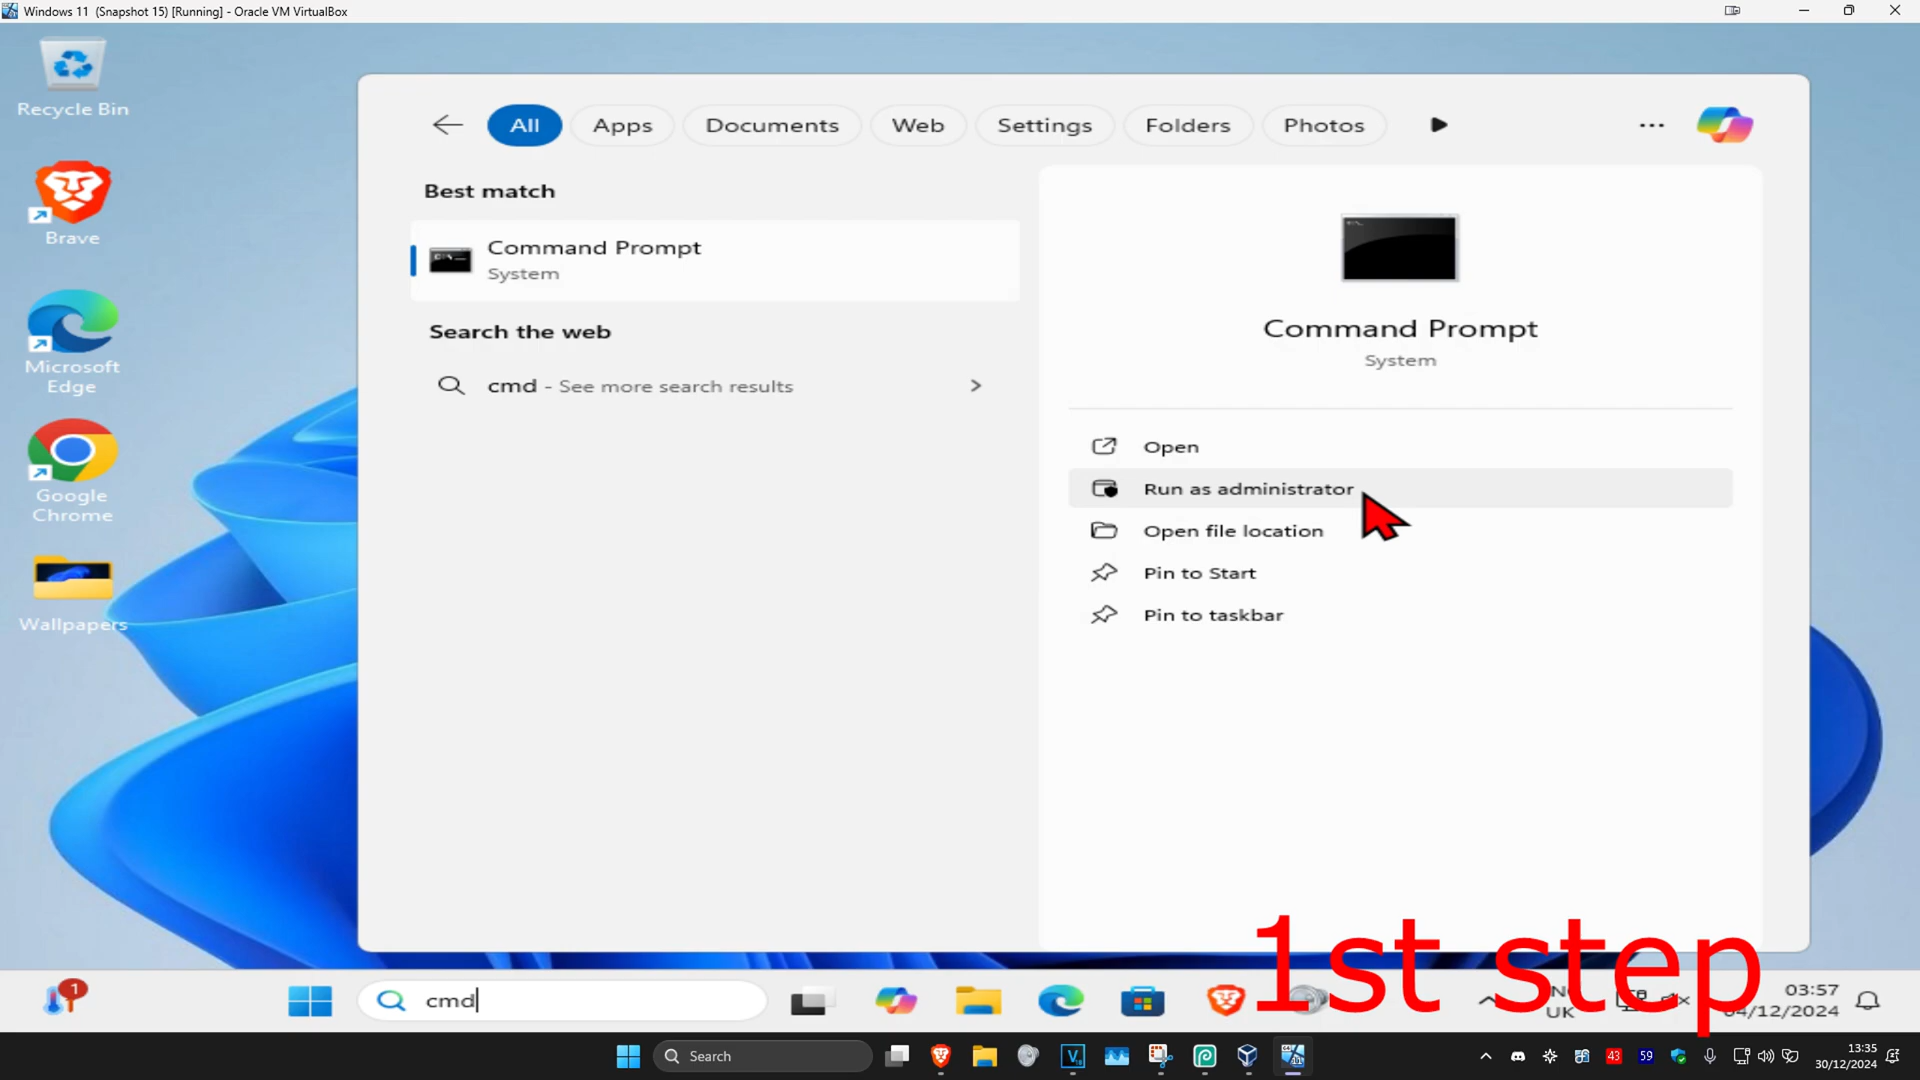 Windows 11 (Snapshot 15) [Running] - Oracle VM VirtualBox
Recycle Bin
Brave
Microsoft
Edge
Google
Chrome
Wallpapers
All
Apps
Documents
Web
Settings
Folders
Photos
Best match
Command Prompt
System
Search the web
cmd - See more search results
Command Prompt
System
Open
Run as administrator
Open file location
Pin to Start
Pin to taskbar
1st step
1
cmd
UK
03:57
04/12/2024
Search
43
59
13:35
30/12/2024